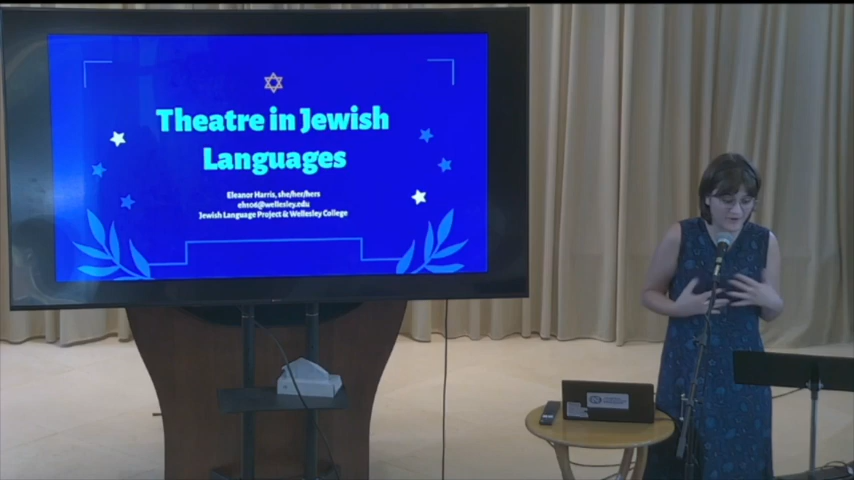 Theatre in Jewish
Languages
Eleanor Harris, she/her/hers
eh106@wellesley.edu
Jewish Language Project & Wellesley College